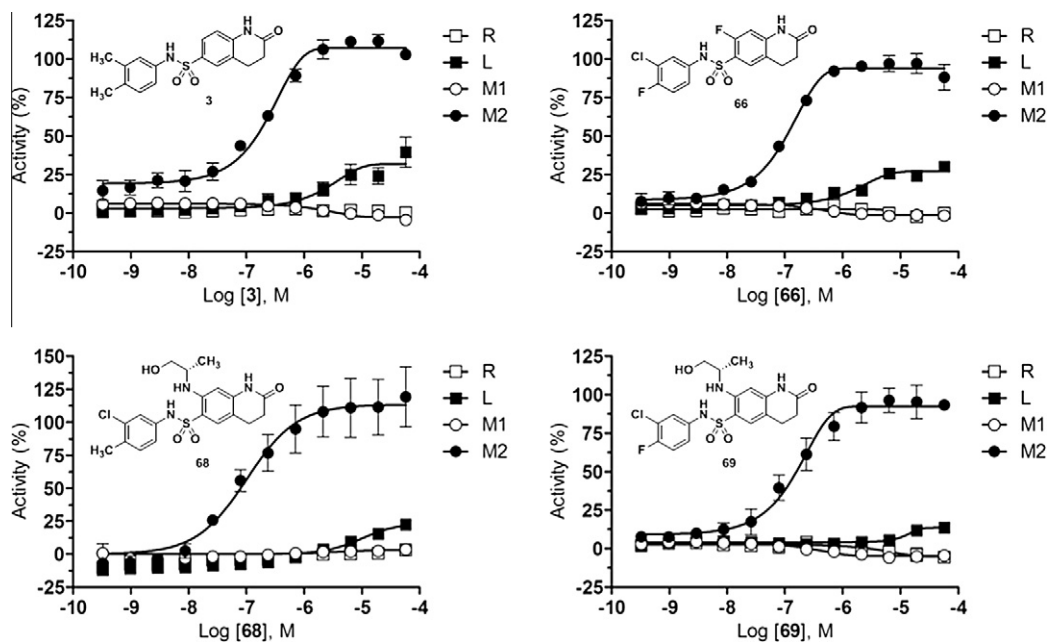 125
100
75
50
25
0
-25
Activity (%)
H
N
O
H3C
H
N
S
O
O
CH3
3
R
L
M1
M2
-10
-9
-8
-7
-6
-5
-4
Log [3], M
125
100
75
50
25
0
-25
Activity (%)
F
H
N
O
Cl
H
N
S
O
O
F
66
R
L
M1
M2
-10
-9
-8
-7
-6
-5
-4
Log [66], M
150
125
100
75
50
25
0
-25
Activity (%)
HO
CH3
HN
H
N
O
Cl
H
N
S
O
O
CH3
68
R
L
M1
M2
-10
-9
-8
-7
-6
-5
-4
Log [68], M
125
100
75
50
25
0
-25
Activity (%)
HO
CH3
HN
H
N
O
Cl
H
N
S
O
O
F
69
R
L
M1
M2
-10
-9
-8
-7
-6
-5
-4
Log [69], M